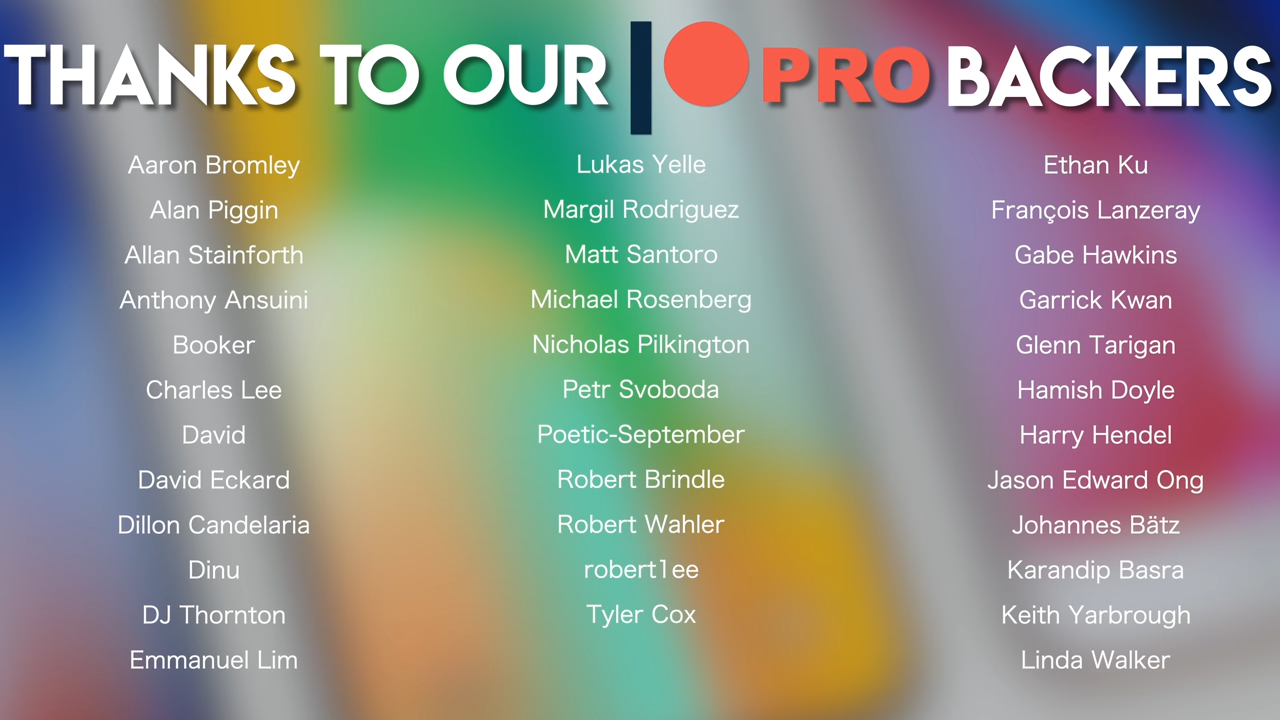 THANKS TO OUR PRO BACKERS
Aaron Bromley
Alan Piggin
Allan Stainforth
Anthony Ansuini
Booker
Charles Lee
David
David Eckard
Dillon Candelaria
Dinu
DJ Thornton
Emmanuel Lim
Lukas Yelle
Margil Rodriguez
Matt Santoro
Michael Rosenberg
Nicholas Pilkington
Petr Svoboda
Poetic-September
Robert Brindle
Robert Wahler
robert1ee
Tyler Cox
Ethan Ku
François Lanzeray
Gabe Hawkins
Garrick Kwan
Glenn Tarigan
Hamish Doyle
Harry Hendel
Jason Edward Ong
Johannes Bätz
Karandip Basra
Keith Yarbrough
Linda Walker